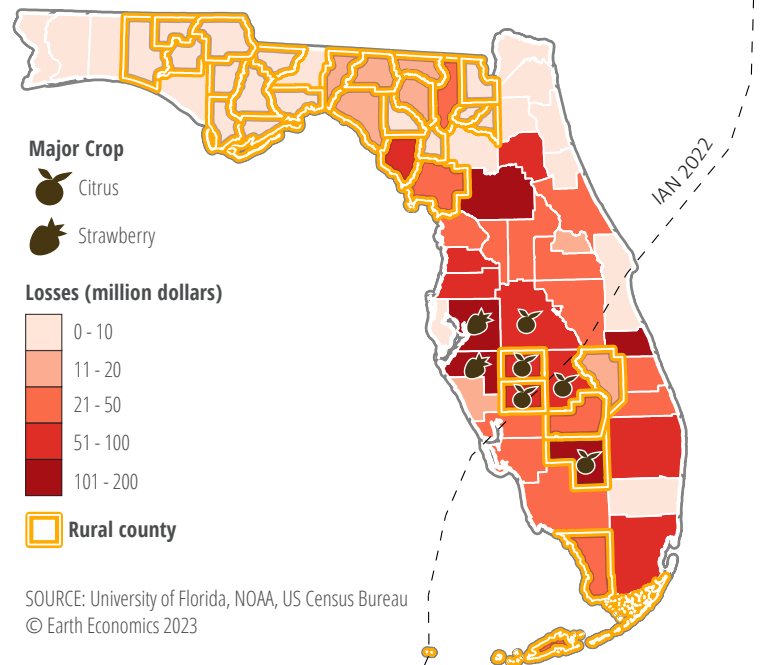 IAN 2022
Major Crop
Citrus
Strawberry
Losses (million dollars)
0 - 10
11 - 20
21 - 50
51 - 100
101 - 200
Rural county
SOURCE: University of Florida, NOAA, US Census Bureau
© Earth Economics 2023